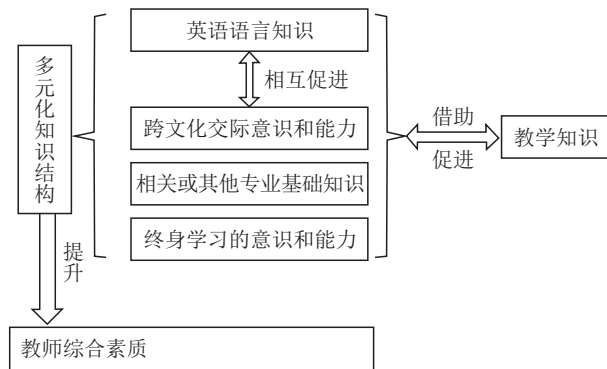 英语语言知识
相互促进
跨文化交际意识和能力
相关或其他专业基础知识
终身学习的意识和能力
多元化知识结构
借助
促进
教学知识
提升
教师综合素质